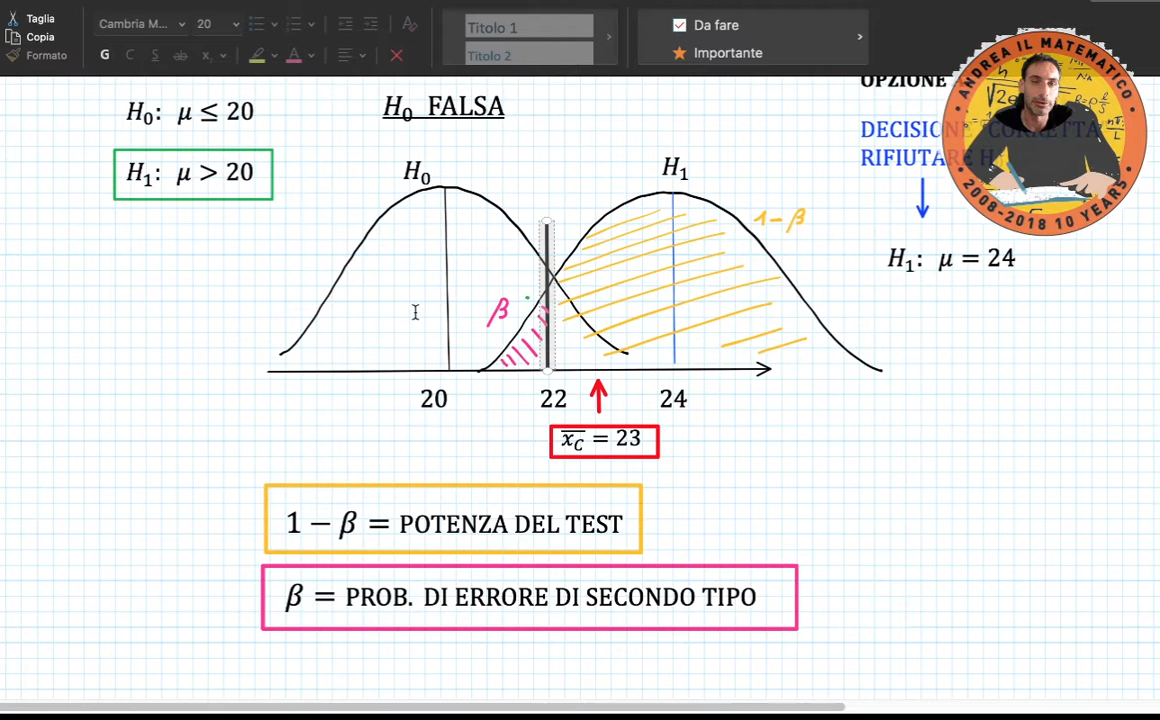 Taglia
Cambria M...
20
Titolo 1
Da fare
Copia
Formato
G C S ab x
A
Titolo 2
Importante
ANDREA IL MATEMATICO
2008-2018 10 YEARS
OPZIONE
H₀: μ ≤ 20
H₀ FALSA
DECISIONE CORRETTA
RIFIUTARE H
H₁: μ > 20
H₀
H₁
1-β
H₁: μ = 24
β
20
22
24
x̄_C = 23
1 − β = POTENZA DEL TEST
β = PROB. DI ERRORE DI SECONDO TIPO